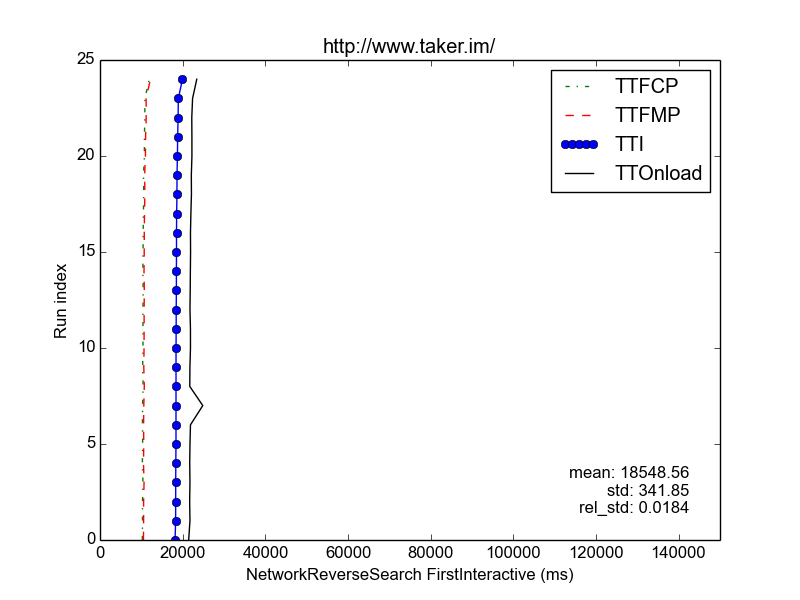 http://www.taker.im/
25
20
15
10
5
0
Run index
TTFCP
TTFMP
TTI
TTOnload
mean: 18548.56
std: 341.85
rel_std: 0.0184
0 20000 40000 60000 80000 100000 120000 140000
NetworkReverseSearch FirstInteractive (ms)